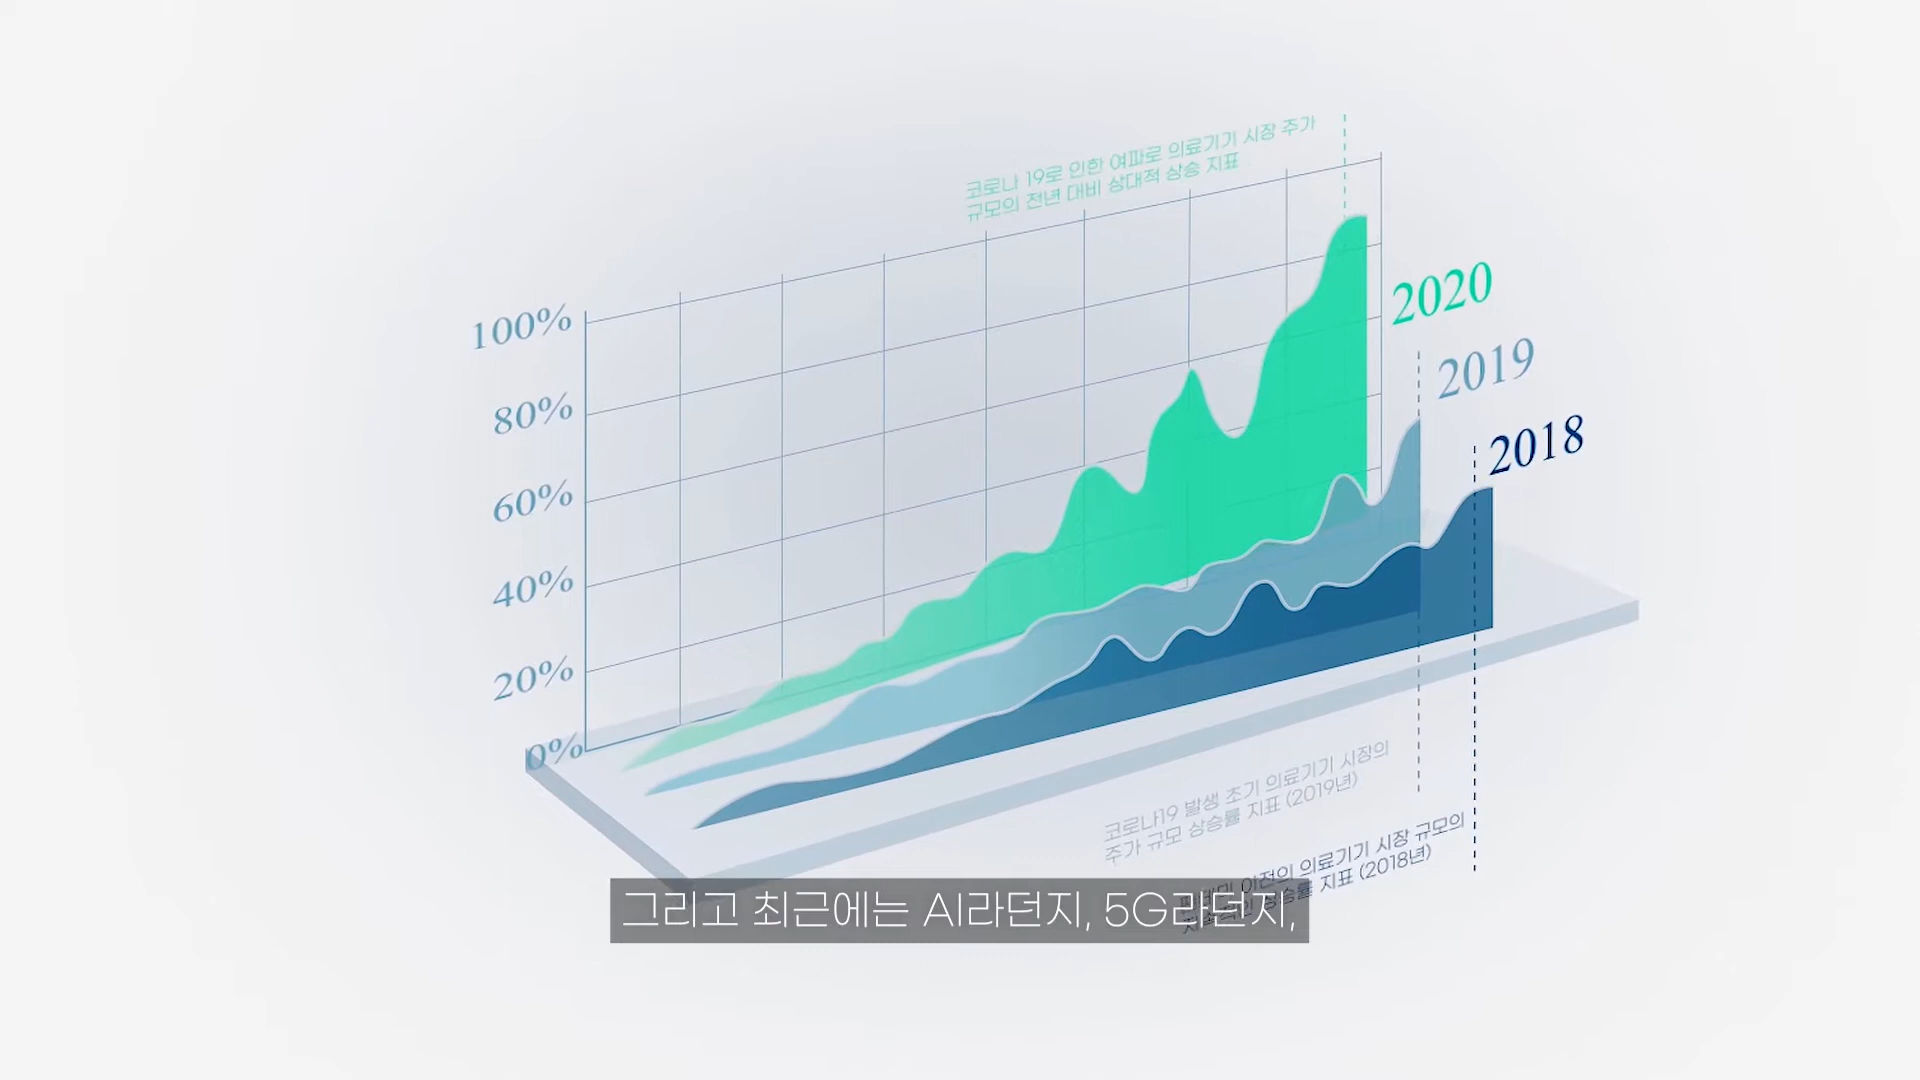 코로나 19로 인한 여파로 의료기기 시장 주가
규모의 전년 대비 상대적 상승 지표
100%
80%
60%
40%
20%
0%
2020
2019
2018
코로나19 발생 초기 의료기기 시장의
주가 규모 상승률 지표 (2019년)
이전의 의료기기 시장 규모의
상승률 지표 (2018년)
그리고 최근에는 AI라던지, 5G라던지,